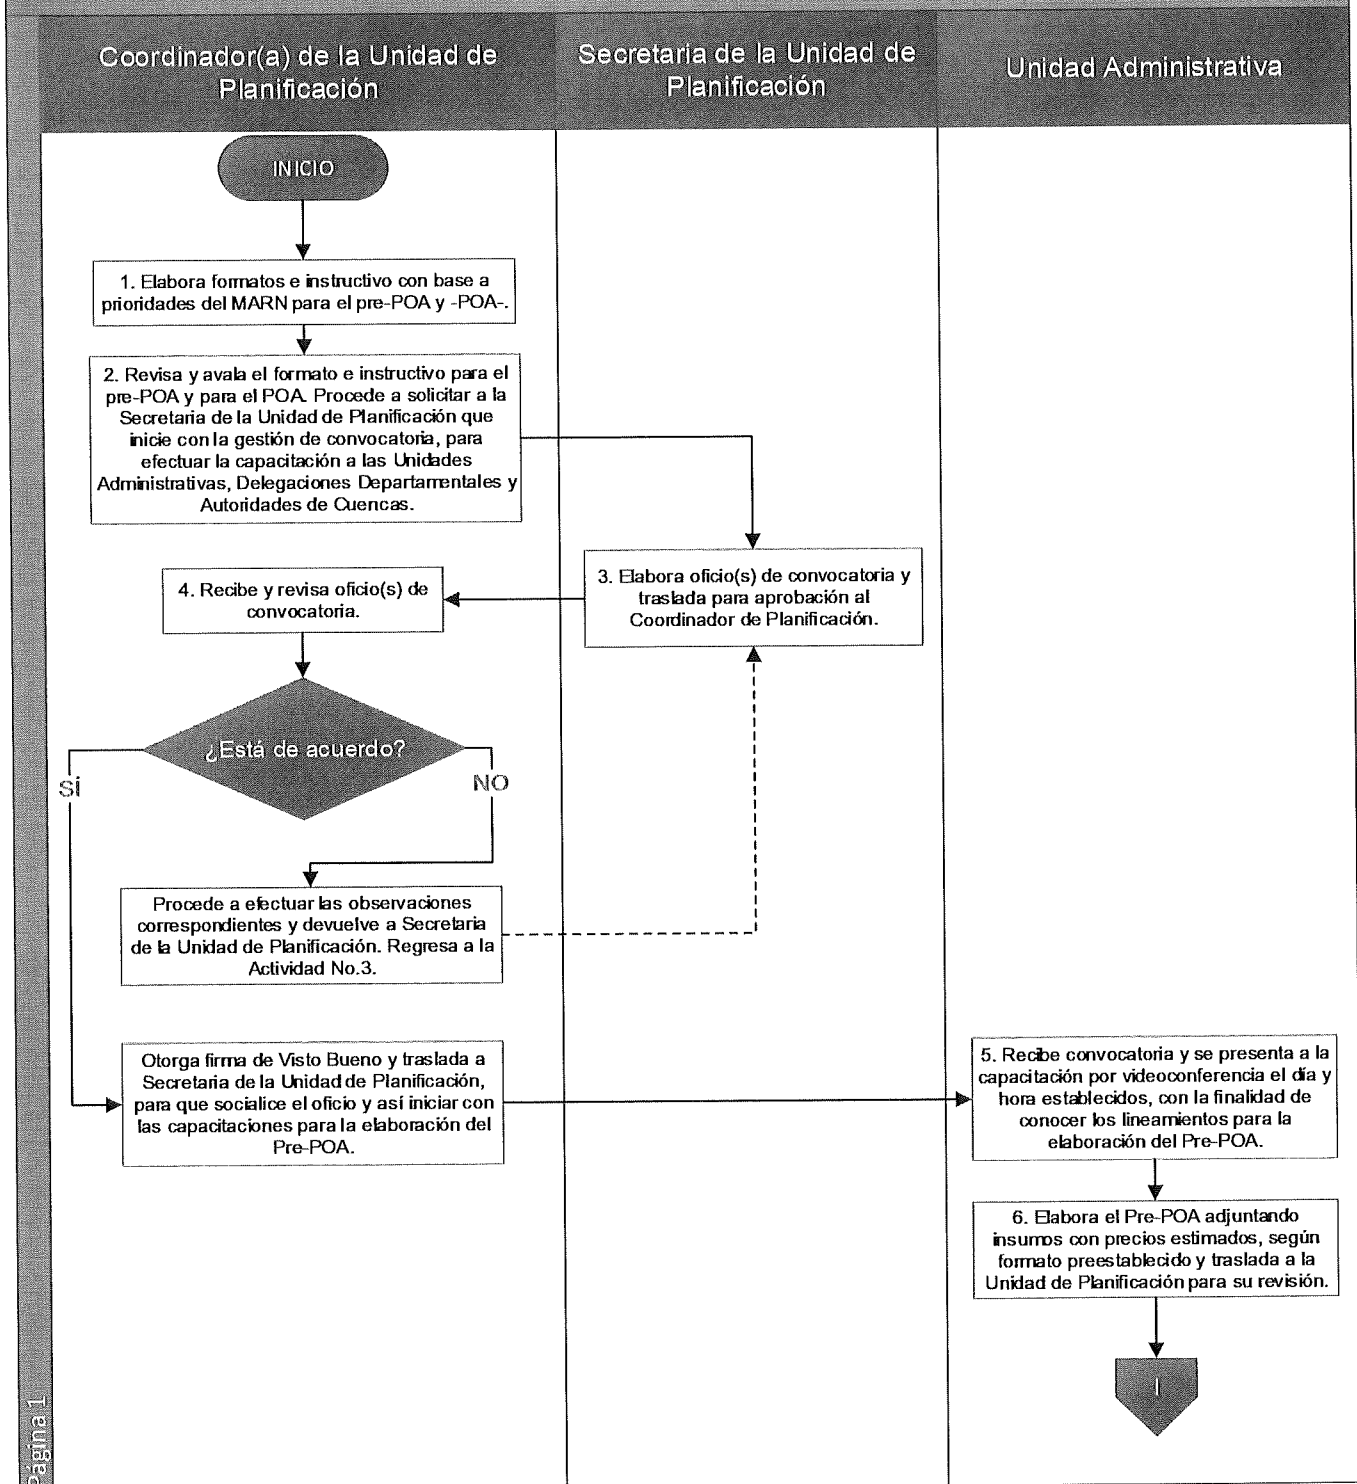 Coordinador(a) de la Unidad de
Planificación
Secretaria de la Unidad de
Planificación
Unidad Administrativa
INICIO
1. Elabora formatos e instructivo con base a
prioridades del MARN para el pre-POA y -POA-.
2. Revisa y avala el formato e instructivo para el
pre-POA y para el POA. Procede a solicitar a la
Secretaria de la Unidad de Planificación que
inicie con la gestión de convocatoria, para
efectuar la capacitación a las Unidades
Administrativas, Delegaciones Departamentales y
Autoridades de Cuencas.
3. Elabora oficio(s) de convocatoria y
traslada para aprobación al
Coordinador de Planificación.
4. Recibe y revisa oficio(s) de
convocatoria.
¿Está de acuerdo?
SÍ
NO
Procede a efectuar las observaciones
correspondientes y devuelve a Secretaria
de la Unidad de Planificación. Regresa a la
Actividad No.3.
Otorga firma de Visto Bueno y traslada a
Secretaria de la Unidad de Planificación,
para que socialice el oficio y así iniciar con
las capacitaciones para la elaboración del
Pre-POA.
5. Recibe convocatoria y se presenta a la
capacitación por videoconferencia el día y
hora establecidos, con la finalidad de
conocer los lineamientos para la
elaboración del Pre-POA.
6. Elabora el Pre-POA adjuntando
insumos con precios estimados, según
formato preestablecido y traslada a la
Unidad de Planificación para su revisión.
I
Página 1